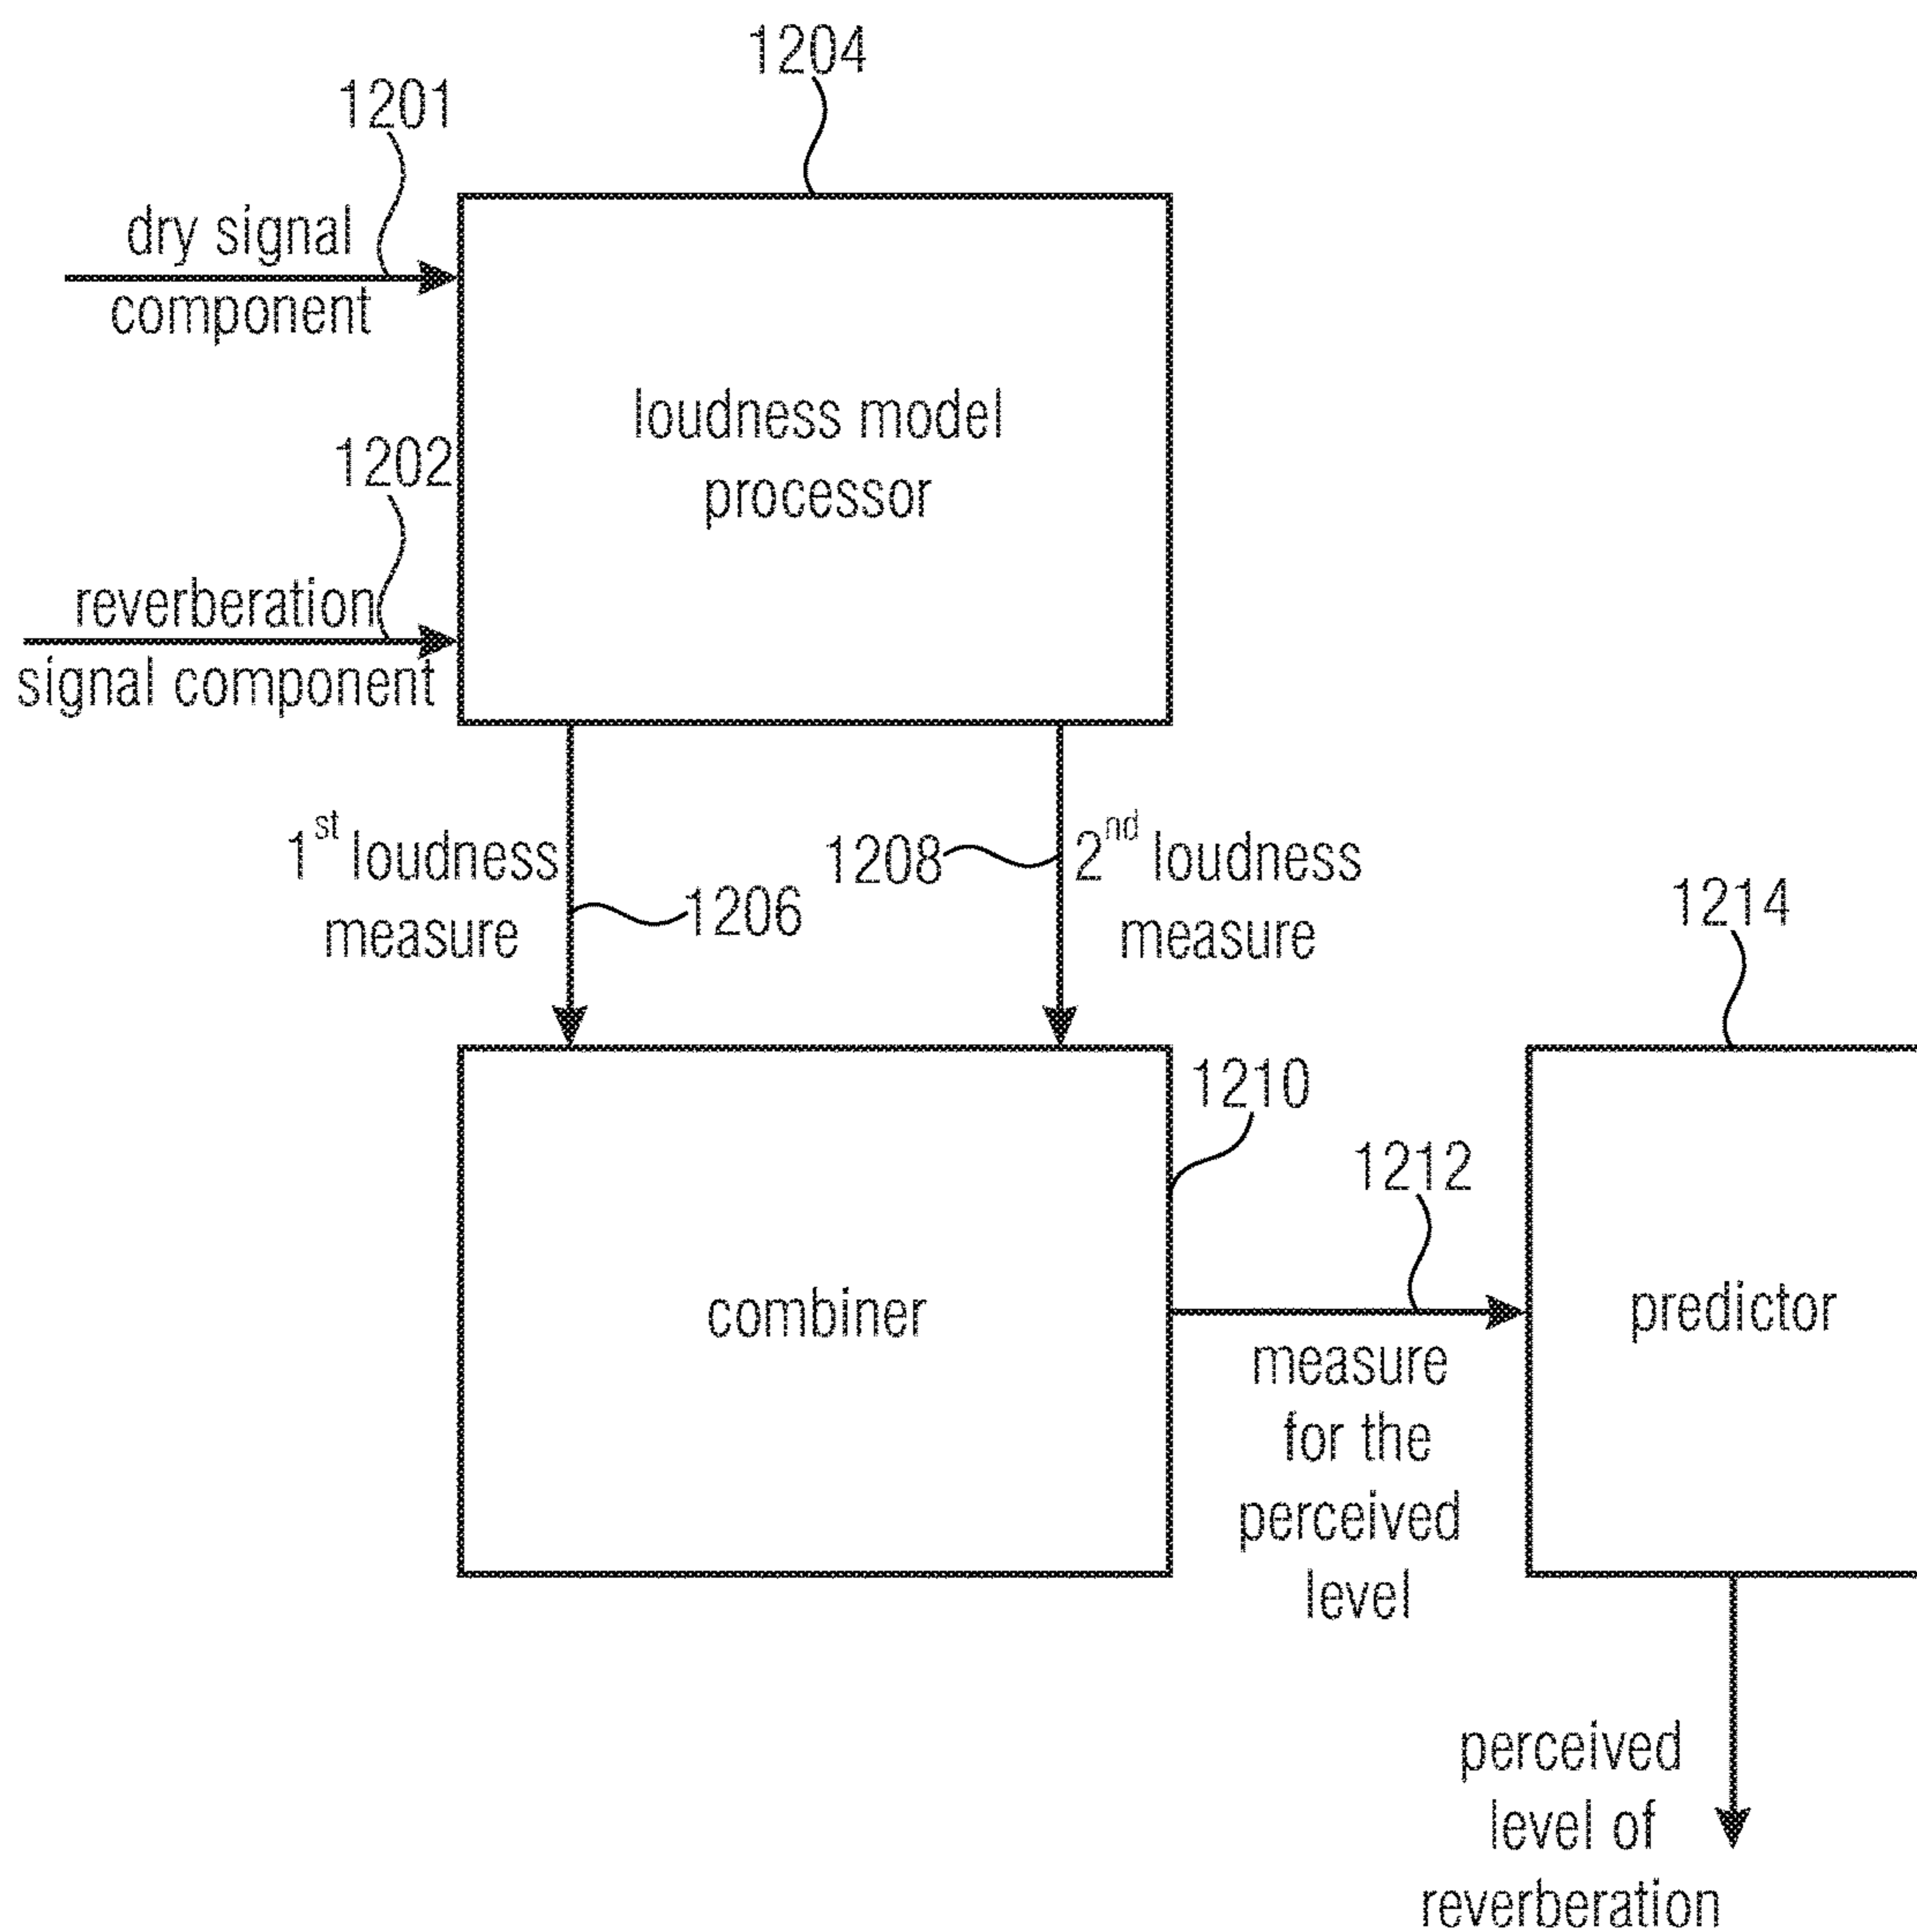 1204
1201
dry signal
component
loudness model
processor
1202
reverberation
signal component
1st loudness
measure
1206
1208
2nd loudness
measure
1214
1210
1212
combiner
measure
for the
perceived
level
predictor
perceived
level of
reverberation